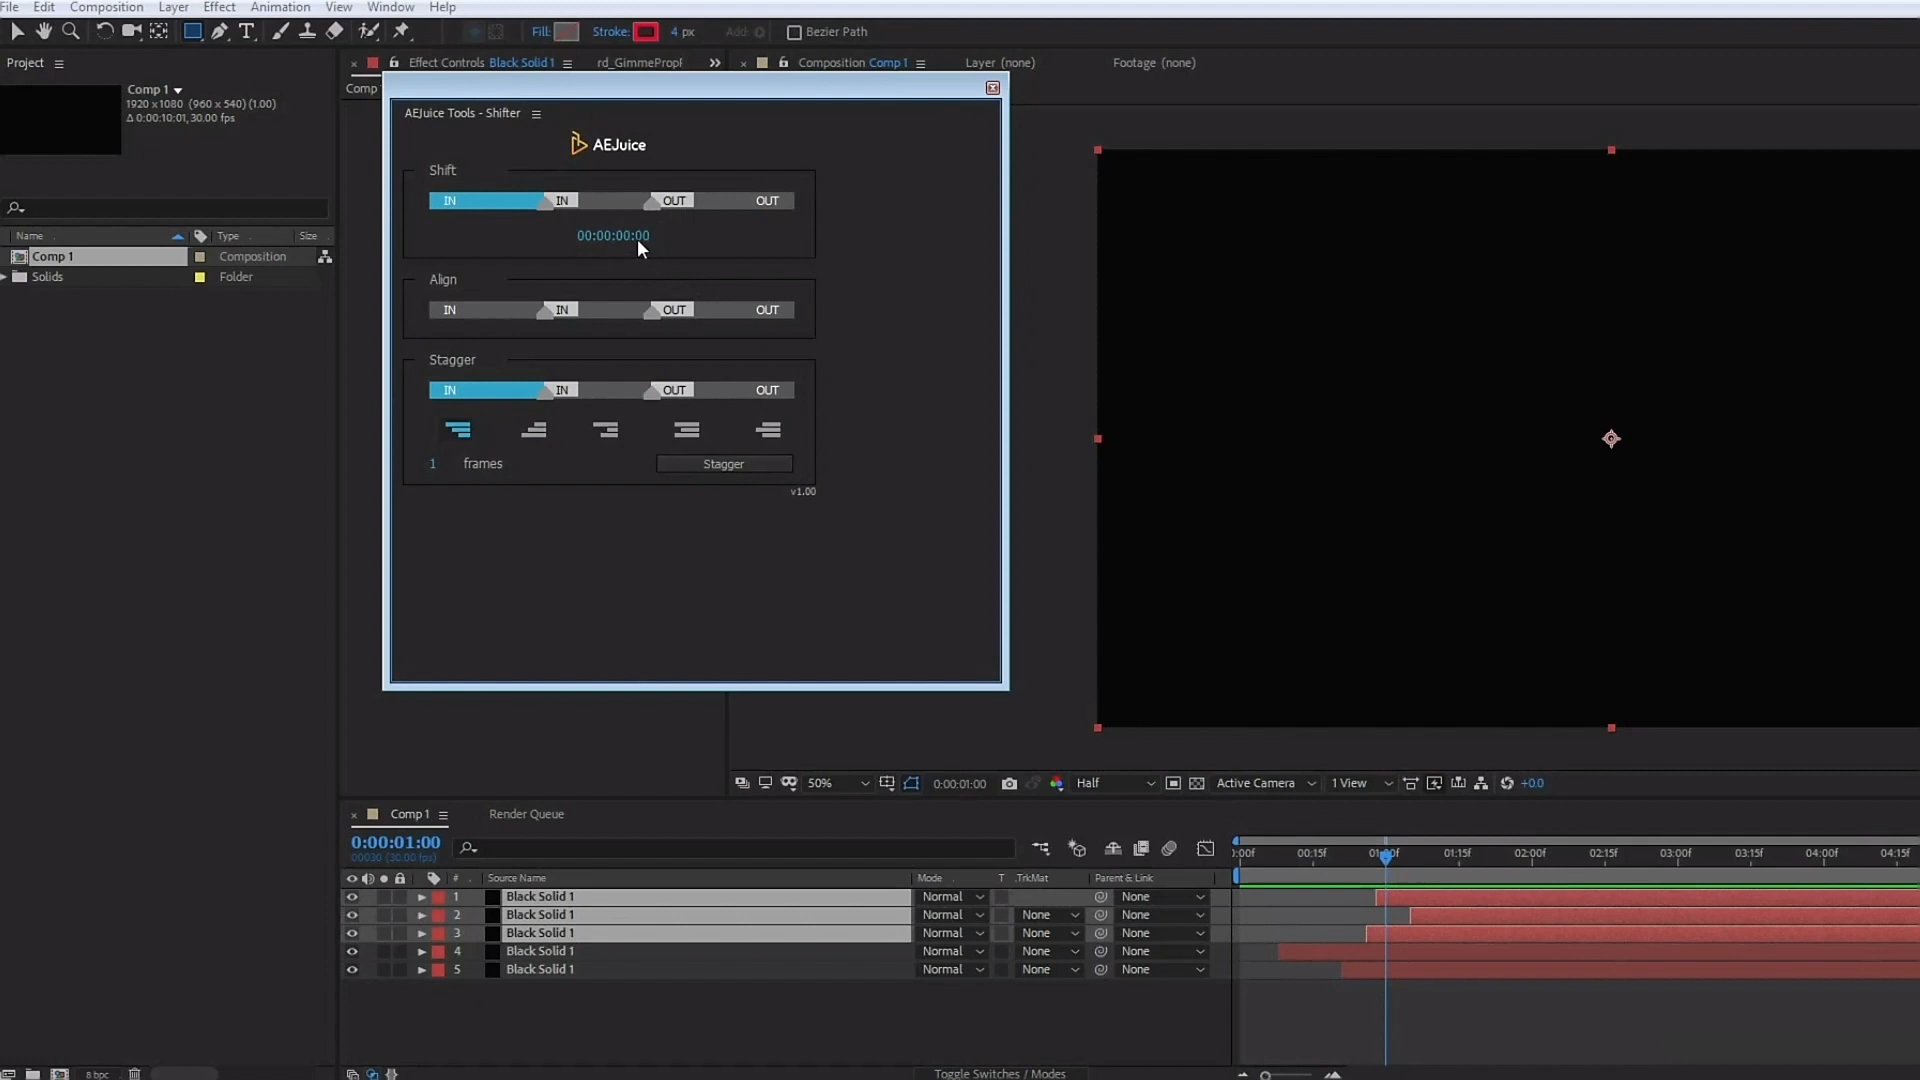 File Edit Composition Layer Effect Animation View Window Help
Fill: Stroke: 4 px Add: Bezier Path
Project
Effect Controls Black Solid 1 rd_GimmePropP
Composition Comp 1 Layer (none) Footage (none)
Comp 1
1920 x1080 (960 x 540) (1.00)
Δ 0:00:10:01, 30.00 fps
Comp
AEJuice Tools - Shifter
AEJuice
Shift
IN IN OUT OUT
00:00:00:00
Name Type Size
Comp 1 Composition
Solids Folder
Align
IN IN OUT OUT
Stagger
IN IN OUT OUT
1 frames Stagger
v1.00
50% 0:00:01:00 Half Active Camera 1 View +0.0
Comp 1 Render Queue
0:00:01:00
00030 (30.00 fps)
:00f 00:15f 01:00f 01:15f 02:00f 02:15f 03:00f 03:15f 04:00f 04:15f
# Source Name Mode T .TrkMat Parent & Link
1 Black Solid 1 Normal None
2 Black Solid 1 Normal None None
3 Black Solid 1 Normal None None
4 Black Solid 1 Normal None None
5 Black Solid 1 Normal None None
8 bpc Toggle Switches / Modes